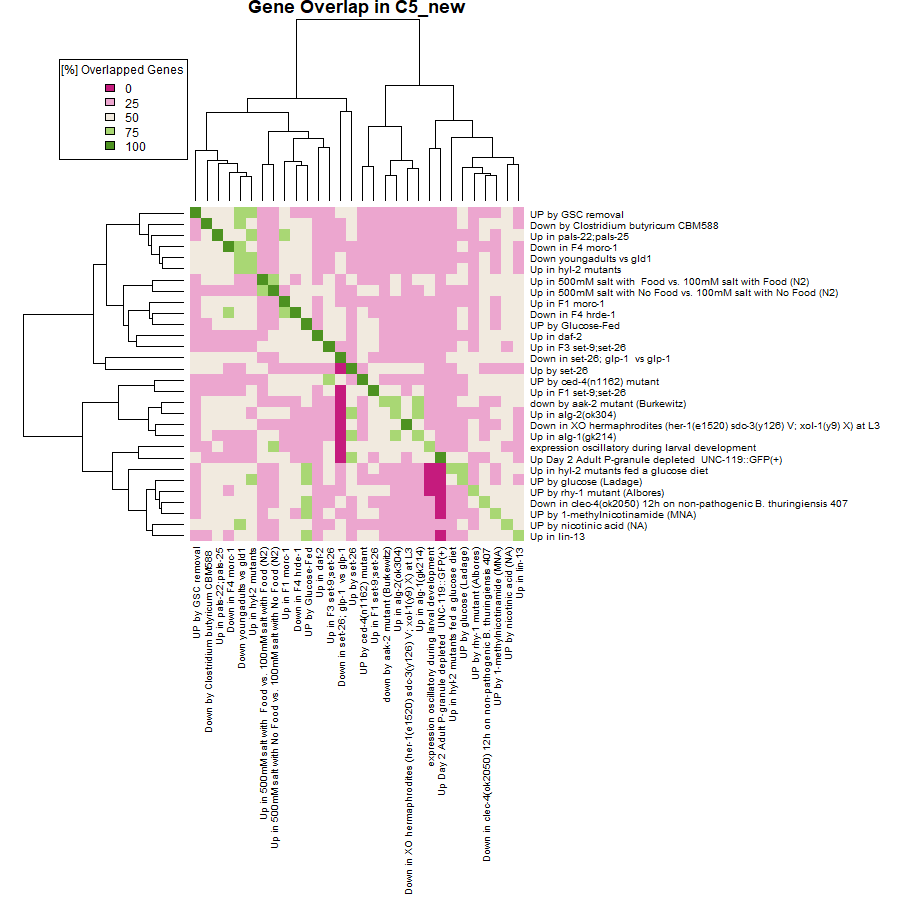 Gene Overlap in C5_new
[%] Overlapped Genes
0
25
50
75
100
UP by GSC removal
Down by Clostridium butyricum CBM588
Up in pals-22;pals-25
Down in F4 morc-1
Down youngadults vs gld1
Up in hyl-2 mutants
Up in 500mM salt with  Food vs. 100mM salt with Food (N2)
Up in 500mM salt with No Food vs. 100mM salt with No Food (N2)
Up in F1 morc-1
Down in F4 hrde-1
UP by Glucose-Fed
Up in daf-2
Up in F3 set-9;set-26
Down in set-26; glp-1  vs glp-1
Up by set-26
UP by ced-4(n1162) mutant
Up in F1 set-9;set-26
down by aak-2 mutant (Burkewitz)
Up in alg-2(ok304)
Down in XO hermaphrodites (her-1(e1520) sdc-3(y126) V; xol-1(y9) X) at L3
Up in alg-1(gk214)
expression oscillatory during larval development
Up Day 2 Adult P-granule depleted  UNC-119::GFP(+)
Up in hyl-2 mutants fed a glucose diet
UP by glucose (Ladage)
UP by rhy-1 mutant (Albores)
Down in clec-4(ok2050) 12h on non-pathogenic B. thuringiensis 407
UP by 1-methylnicotinamide (MNA)
UP by nicotinic acid (NA)
Up in lin-13
UP by GSC removal
Down by Clostridium butyricum CBM588
Up in pals-22;pals-25
Down in F4 morc-1
Down youngadults vs gld1
Up in hyl-2 mutants
Up in 500mM salt with  Food vs. 100mM salt with Food (N2)
Up in 500mM salt with No Food vs. 100mM salt with No Food (N2)
Up in F1 morc-1
Down in F4 hrde-1
UP by Glucose-Fed
Up in daf-2
Up in F3 set-9;set-26
Down in set-26; glp-1  vs glp-1
Up by set-26
UP by ced-4(n1162) mutant
Up in F1 set-9;set-26
down by aak-2 mutant (Burkewitz)
Up in alg-2(ok304)
Down in XO hermaphrodites (her-1(e1520) sdc-3(y126) V; xol-1(y9) X) at L3
Up in alg-1(gk214)
expression oscillatory during larval development
Up Day 2 Adult P-granule depleted  UNC-119::GFP(+)
Up in hyl-2 mutants fed a glucose diet
UP by glucose (Ladage)
UP by rhy-1 mutant (Albores)
Down in clec-4(ok2050) 12h on non-pathogenic B. thuringiensis 407
UP by 1-methylnicotinamide (MNA)
UP by nicotinic acid (NA)
Up in lin-13